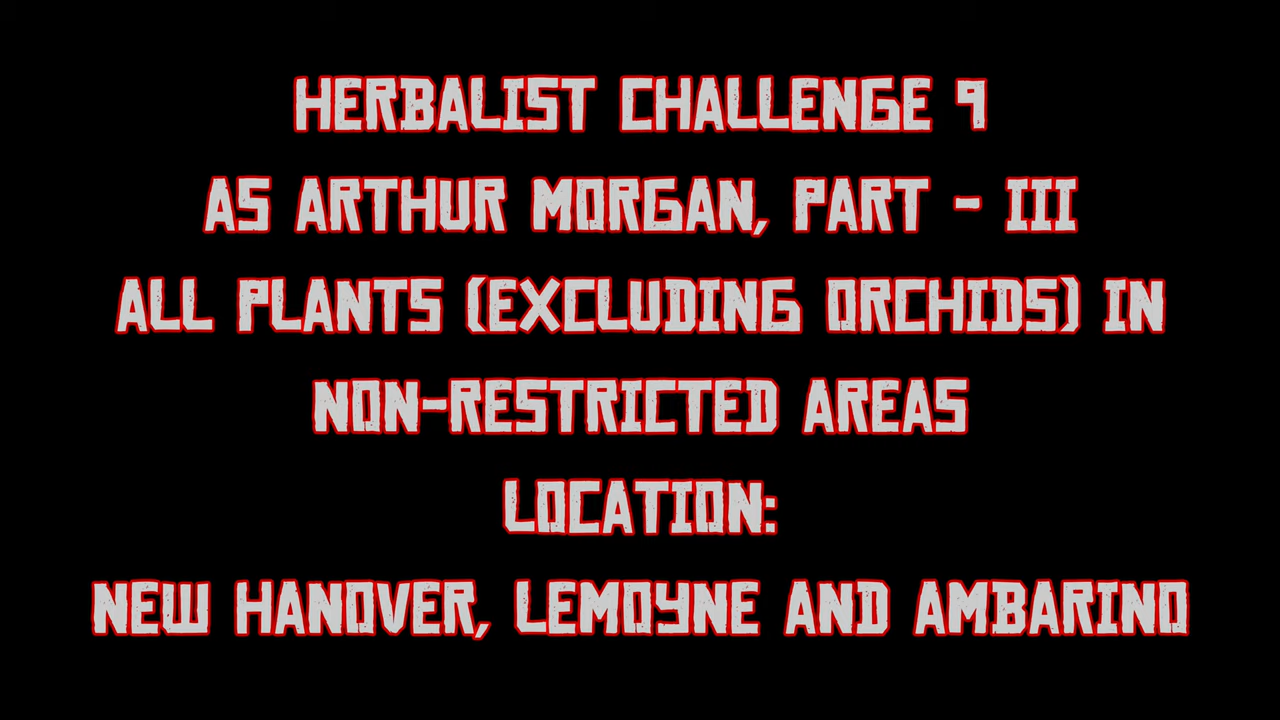 HERBALIST CHALLENGE 9
AS ARTHUR MORGAN, PART - III
ALL PLANTS (EXCLUDING ORCHIDS) IN
NON-RESTRICTED AREAS
LOCATION:
NEW HANOVER, LEMOYNE AND AMBARINO